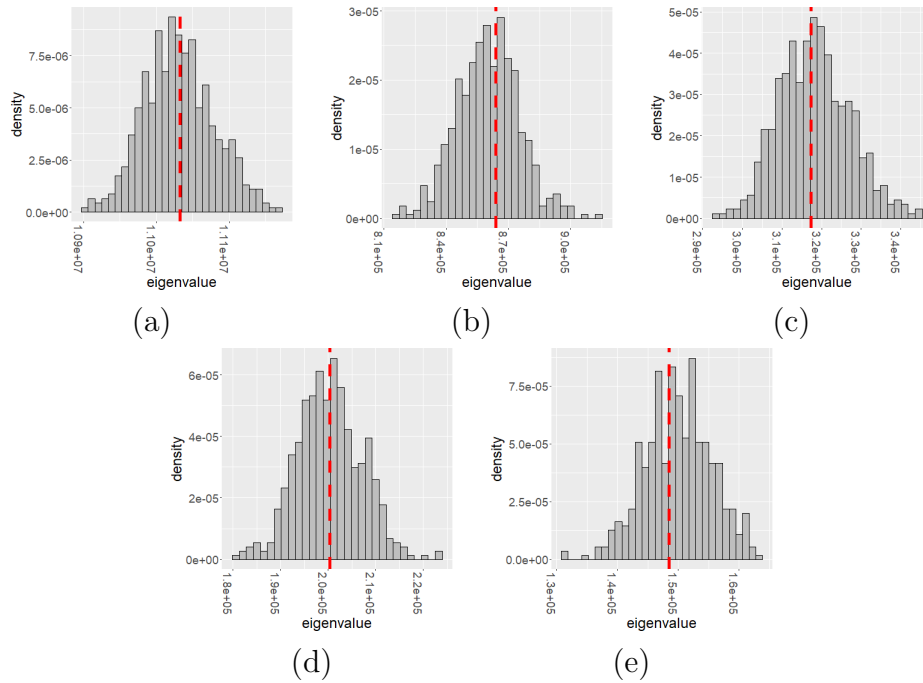 density
7.5e-06
5.0e-06
2.5e-06
0.0e+00
1.09e+07
1.10e+07
1.11e+07
eigenvalue
(a)
density
3e-05
2e-05
1e-05
0e+00
8.1e+05
8.4e+05
8.7e+05
9.0e+05
eigenvalue
(b)
density
5e-05
4e-05
3e-05
2e-05
1e-05
0e+00
2.9e+05
3.0e+05
3.1e+05
3.2e+05
3.3e+05
3.4e+05
eigenvalue
(c)
density
6e-05
4e-05
2e-05
0e+00
1.8e+05
1.9e+05
2.0e+05
2.1e+05
2.2e+05
eigenvalue
(d)
density
7.5e-05
5.0e-05
2.5e-05
0.0e+00
1.3e+05
1.4e+05
1.5e+05
1.6e+05
eigenvalue
(e)